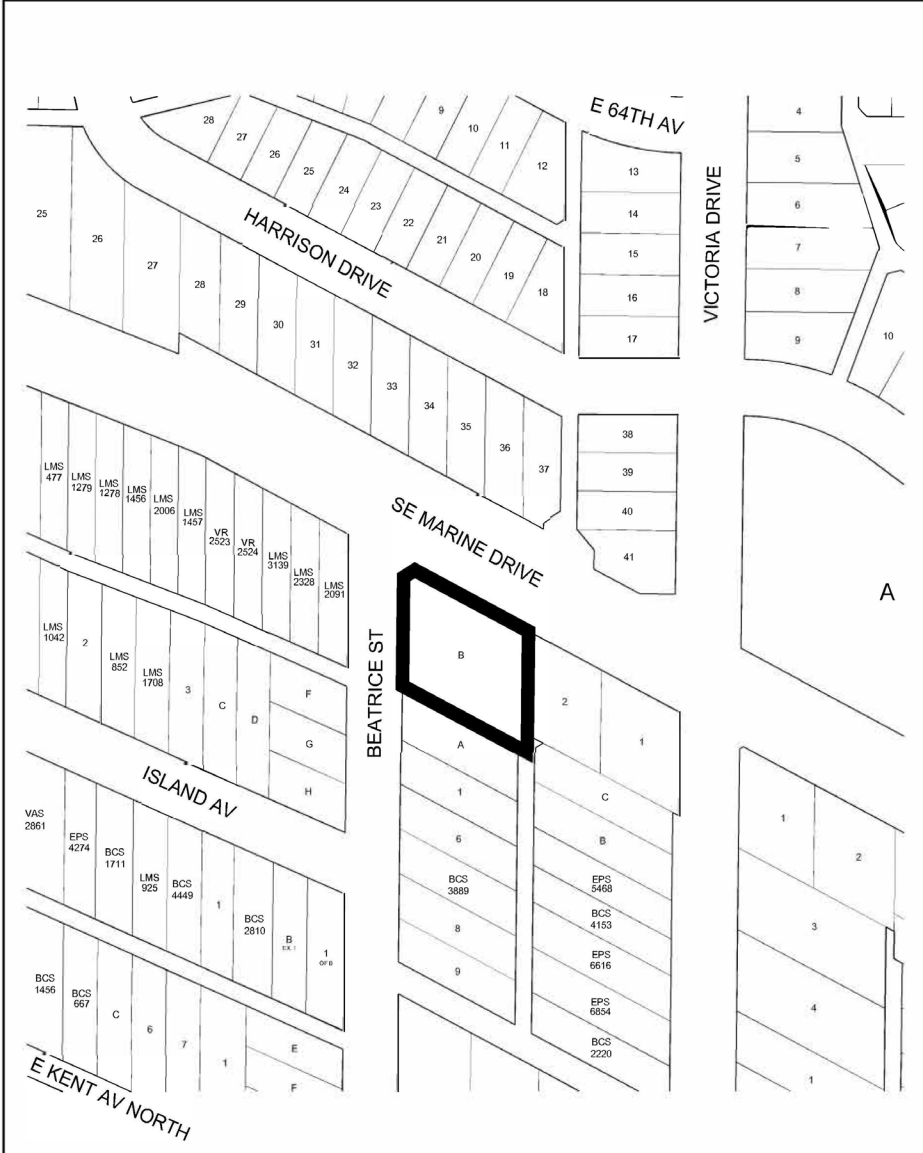 E 64TH AV
VICTORIA DRIVE
HARRISON DRIVE
SE MARINE DRIVE
BEATRICE ST
ISLAND AV
E KENT AV NORTH
28
27
26
25
24
23
22
21
20
19
18
9
10
11
12
13
14
15
16
17
4
5
6
7
8
9
10
25
26
27
28
29
30
31
32
33
34
35
36
37
38
39
40
41
A
LMS
477
LMS
1279
LMS
1278
LMS
1456
LMS
2006
LMS
1457
VR
2523
VR
2524
LMS
3139
LMS
2328
LMS
2091
LMS
1042
2
LMS
852
LMS
1708
3
C
D
F
G
H
B
2
1
A
1
6
BCS
3889
8
9
C
B
EPS
5468
BCS
4153
EPS
6616
EPS
6854
BCS
2220
1
2
3
4
1
VAS
2861
EPS
4274
BCS
1711
LMS
925
BCS
4449
1
BCS
2810
B
EX. 1
1
OF B
BCS
1456
BCS
667
C
6
7
1
E
F